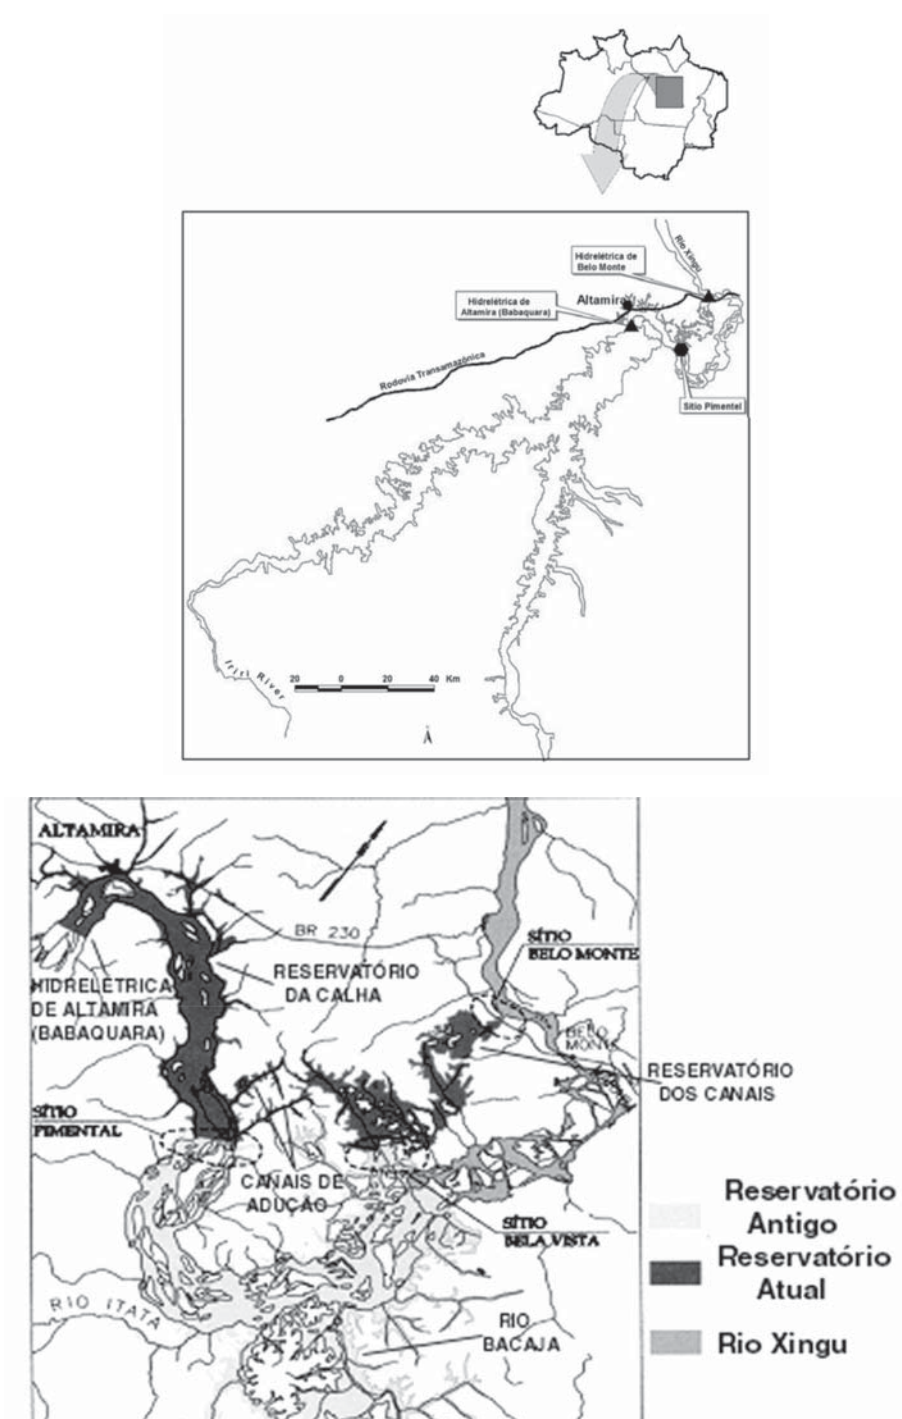 Rio Xingu
Hidrelétrica de
Belo Monte
Hidrelétrica de
Altamira (Babaquara)
Altamira
Rodovia Transamazônica
Sítio Pimentel
Iriri River
20 0 20 40 Km
ALTAMIRA
BR 230
SÍTIO
BELO MONTE
RESERVATÓRIO
DA CALHA
HIDRELÉTRICA
DE ALTAMIRA
(BABAQUARA)
BELO
MONTE
RESERVATÓRIO
DOS CANAIS
SÍTIO
PIMENTAL
CANAIS DE
ADUÇÃO
SÍTIO
BELA VISTA
Reservatório
Antigo
Reservatório
Atual
Rio Xingu
RIO ITATA
RIO
BACAJA